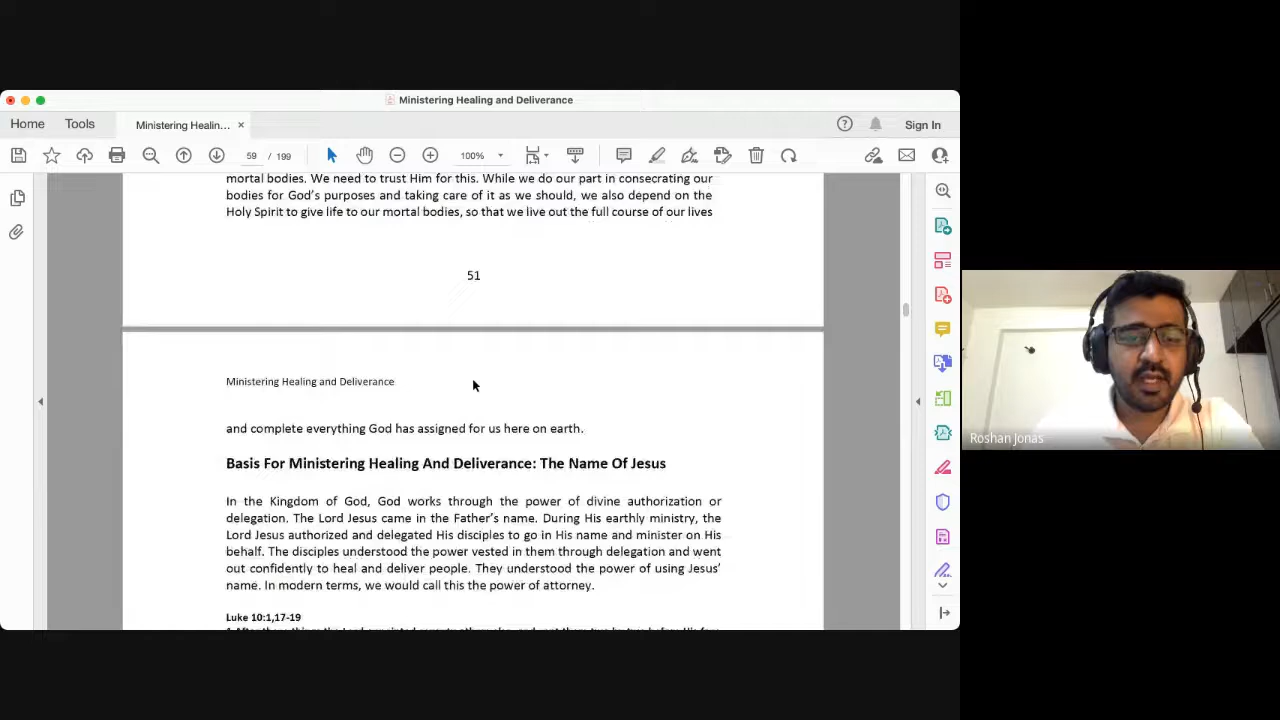 Ministering Healing and Deliverance
Home
Tools
Ministering Healin...
Sign In
59 / 199
100%
mortal bodies. We need to trust Him for this. While we do our part in consecrating our
bodies for God's purposes and taking care of it as we should, we also depend on the
Holy Spirit to give life to our mortal bodies, so that we live out the full course of our lives
51
Ministering Healing and Deliverance
and complete everything God has assigned for us here on earth.
Basis For Ministering Healing And Deliverance: The Name Of Jesus
In the Kingdom of God, God works through the power of divine authorization or
delegation. The Lord Jesus came in the Father's name. During His earthly ministry, the
Lord Jesus authorized and delegated His disciples to go in His name and minister on His
behalf. The disciples understood the power vested in them through delegation and went
out confidently to heal and deliver people. They understood the power of using Jesus'
name. In modern terms, we would call this the power of attorney.
Luke 10:1,17-19
Roshan Jonas